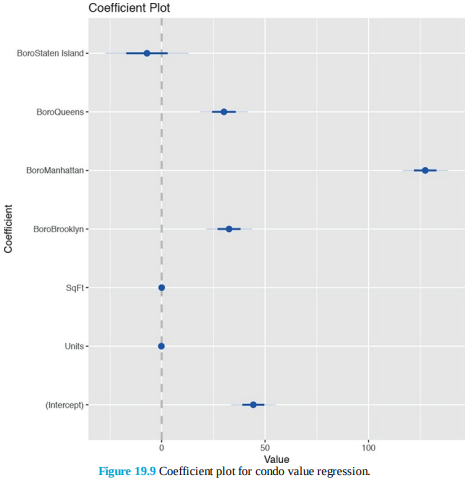 Coefficient Plot
BoroStaten Island
BoroQueens
BoroManhattan
BoroBrooklyn
SqFt
Units
(Intercept)
Coefficient
0 50 100
Value
Figure 19.9 Coefficient plot for condo value regression.